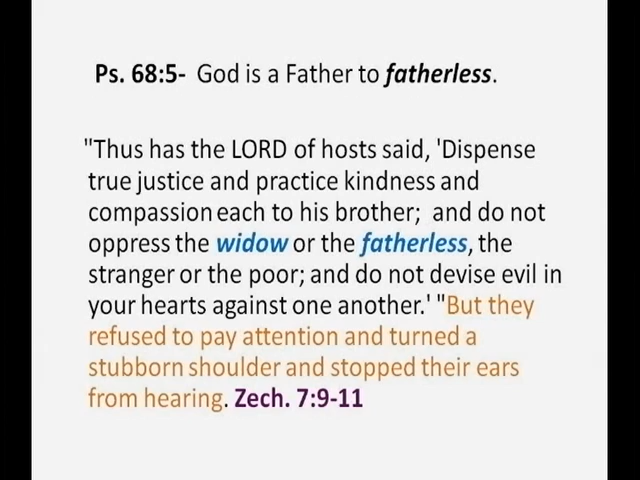 Ps. 68:5- God is a Father to fatherless.
"Thus has the LORD of hosts said, 'Dispense
true justice and practice kindness and
compassion each to his brother; and do not
oppress the widow or the fatherless, the
stranger or the poor; and do not devise evil in
your hearts against one another.' "But they
refused to pay attention and turned a
stubborn shoulder and stopped their ears
from hearing. Zech. 7:9-11